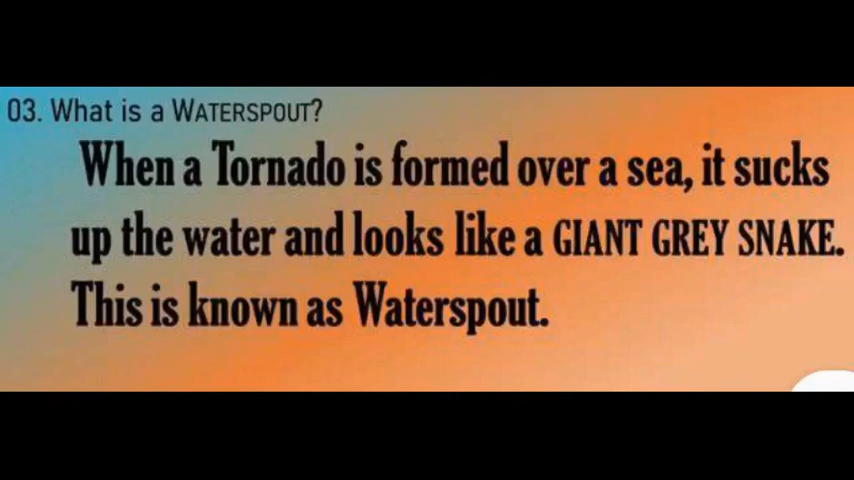 03. What is a WATERSPOUT?
When a Tornado is formed over a sea, it sucks
up the water and looks like a GIANT GREY SNAKE.
This is known as Waterspout.